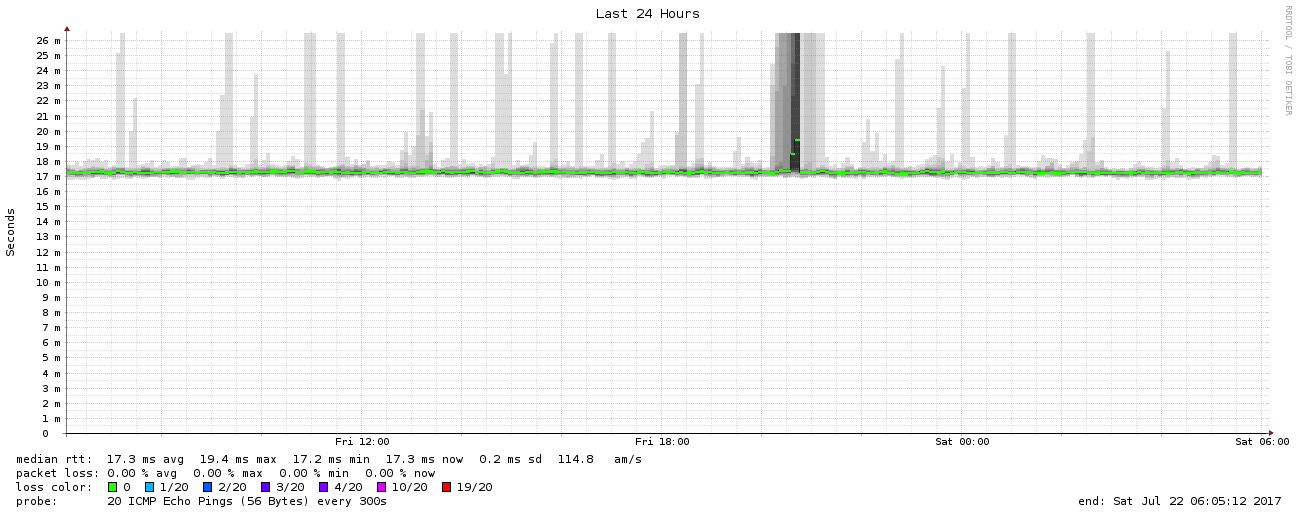 Last 24 Hours
RRDTOOL / TOBI OETIKER
Seconds
26 m
25 m
24 m
23 m
22 m
21 m
20 m
19 m
18 m
17 m
16 m
15 m
14 m
13 m
12 m
11 m
10 m
9 m
8 m
7 m
6 m
5 m
4 m
3 m
2 m
1 m
0
Fri 12:00 Fri 18:00 Sat 00:00 Sat 06:00
median rtt: 17.3 ms avg 19.4 ms max 17.2 ms min 17.3 ms now 0.2 ms sd 114.8 am/s
packet loss: 0.00 % avg 0.00 % max 0.00 % min 0.00 % now
loss color: 0 1/20 2/20 3/20 4/20 10/20 19/20
probe: 20 ICMP Echo Pings (56 Bytes) every 300s end: Sat Jul 22 06:05:12 2017